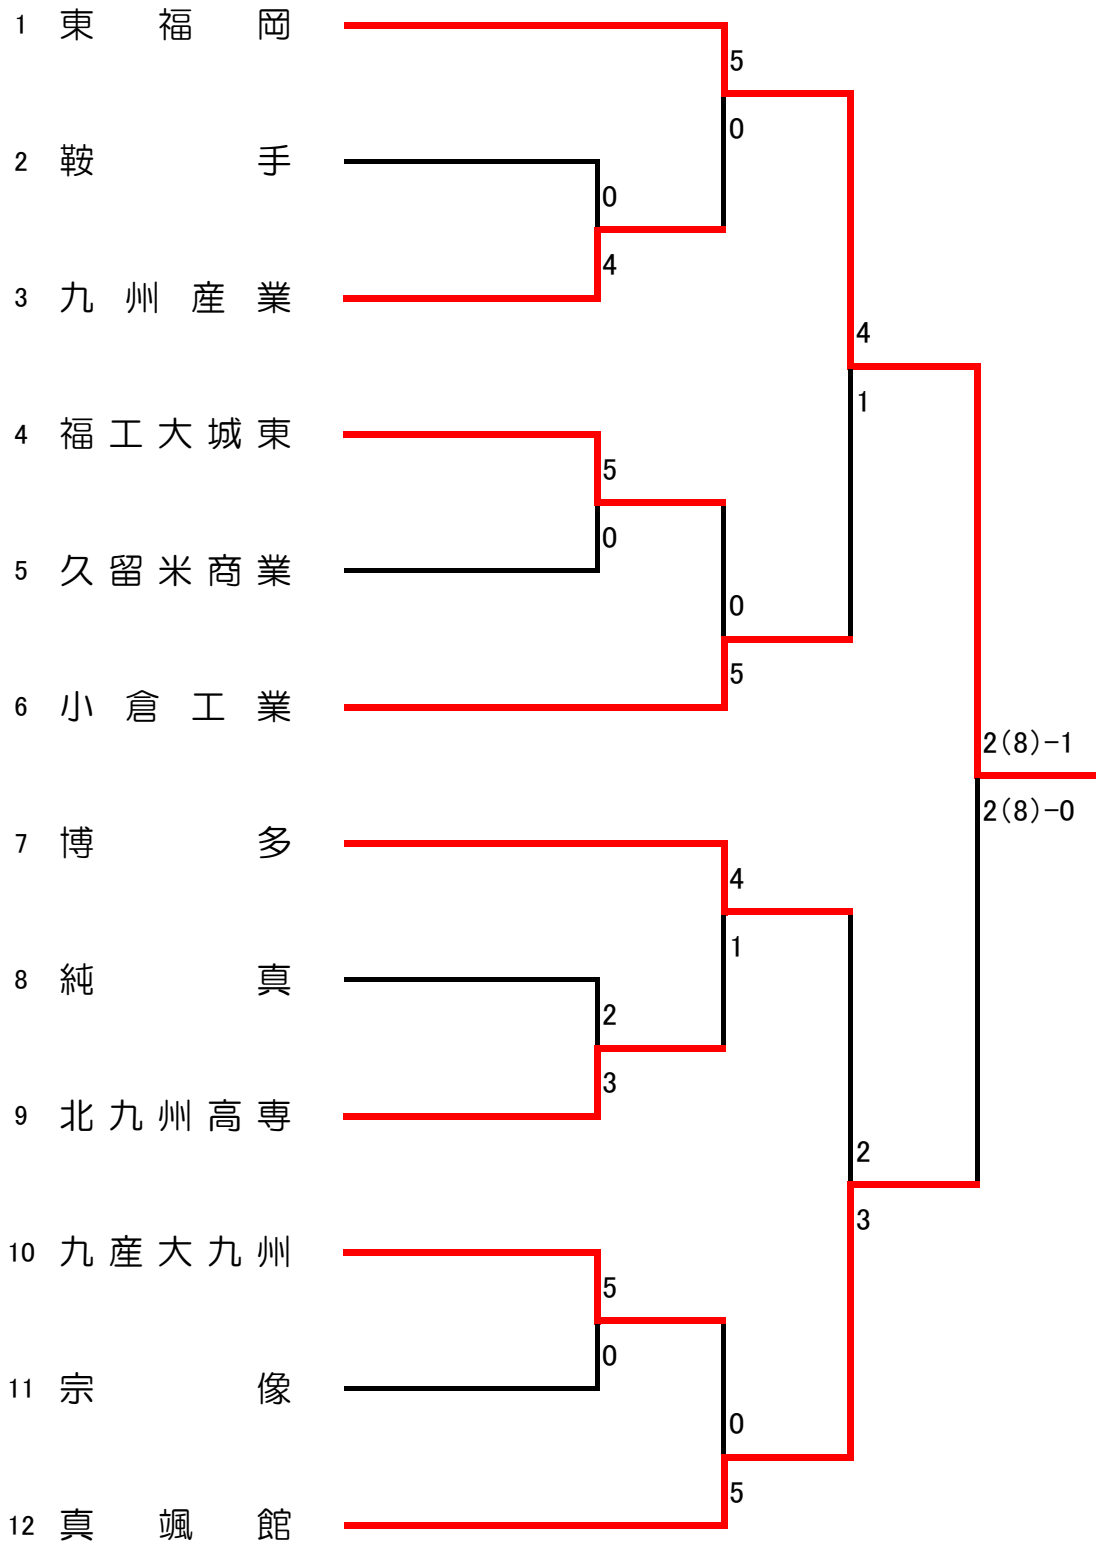 1 東福岡
5
0
2 鞍手
0
4
3 九州産業
4
1
4 福工大城東
5
0
5 久留米商業
0
5
6 小倉工業
2(8)-1
2(8)-0
7 博多
4
1
8 純真
2
3
9 北九州高専
2
3
10 九産大九州
5
0
11 宗像
0
5
12 真颯館